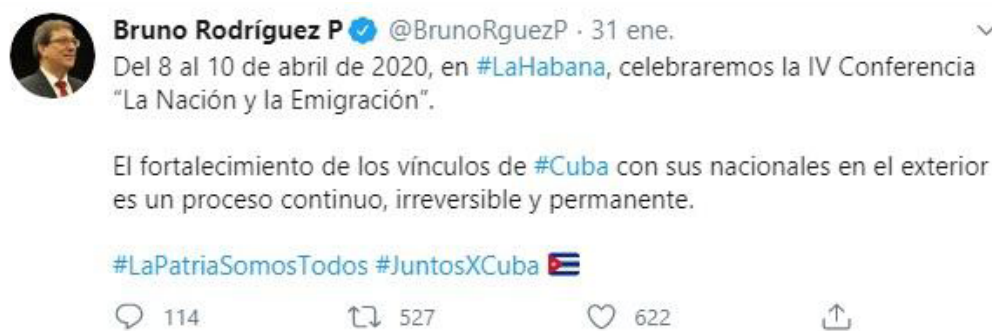 Bruno Rodríguez P @BrunoRguezP · 31 ene.
Del 8 al 10 de abril de 2020, en #LaHabana, celebraremos la IV Conferencia
“La Nación y la Emigración”.
El fortalecimiento de los vínculos de #Cuba con sus nacionales en el exterior
es un proceso continuo, irreversible y permanente.
#LaPatriaSomosTodos #JuntosXCuba
114 527 622